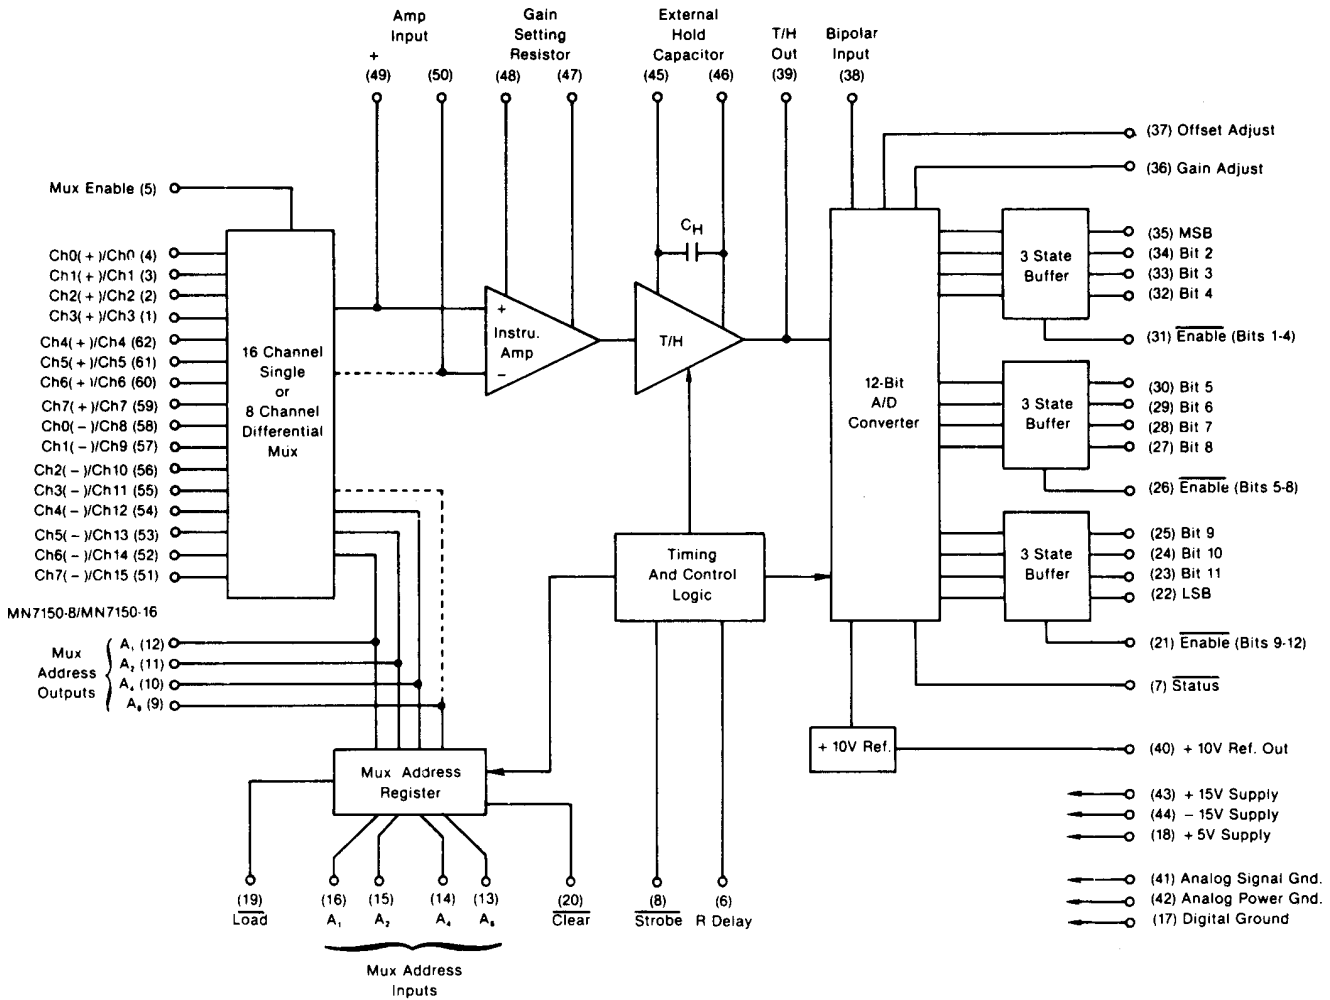 Amp
Input
+
(49)
(50)
Gain
Setting
Resistor
(48)
(47)
External
Hold
Capacitor
(45)
(46)
T/H
Out
(39)
Bipolar
Input
(38)
(37) Offset Adjust
(36) Gain Adjust
Mux Enable (5)
Ch0(+)/Ch0 (4)
Ch1(+)/Ch1 (3)
Ch2(+)/Ch2 (2)
Ch3(+)/Ch3 (1)
Ch4(+)/Ch4 (62)
Ch5(+)/Ch5 (61)
Ch6(+)/Ch6 (60)
Ch7(+)/Ch7 (59)
Ch0(−)/Ch8 (58)
Ch1(−)/Ch9 (57)
Ch2(−)/Ch10 (56)
Ch3(−)/Ch11 (55)
Ch4(−)/Ch12 (54)
Ch5(−)/Ch13 (53)
Ch6(−)/Ch14 (52)
Ch7(−)/Ch15 (51)
MN7150-8/MN7150-16
16 Channel
Single
or
8 Channel
Differential
Mux
+
Instru.
Amp
−
CH
T/H
12-Bit
A/D
Converter
3 State
Buffer
(35) MSB
(34) Bit 2
(33) Bit 3
(32) Bit 4
(31) Enable (Bits 1-4)
3 State
Buffer
(30) Bit 5
(29) Bit 6
(28) Bit 7
(27) Bit 8
(26) Enable (Bits 5-8)
3 State
Buffer
(25) Bit 9
(24) Bit 10
(23) Bit 11
(22) LSB
(21) Enable (Bits 9-12)
(7) Status
Timing
And Control
Logic
Mux
Address
Outputs
A1 (12)
A2 (11)
A4 (10)
A8 (9)
Mux Address
Register
+ 10V Ref.
(40) + 10V Ref. Out
(43) + 15V Supply
(44) − 15V Supply
(18) + 5V Supply
(41) Analog Signal Gnd.
(42) Analog Power Gnd.
(17) Digital Ground
(19)
Load
(16)
A1
(15)
A2
(14)
A4
(13)
A8
(20)
Clear
(8)
Strobe
(6)
R Delay
Mux Address
Inputs